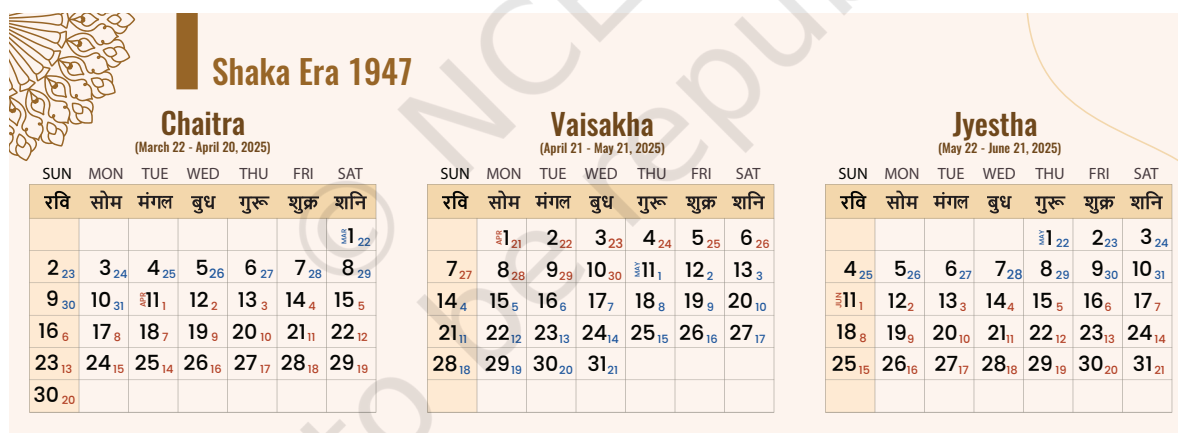 Shaka Era 1947
Chaitra
(March 22 - April 20, 2025)
SUN MON TUE WED THU FRI SAT
रवि सोम मंगल बुध गुरू शुक्र शनि
MAR 1 22
2 23 3 24 4 25 5 26 6 27 7 28 8 29
9 30 10 31 APR 11 1 12 2 13 3 14 4 15 5
16 6 17 8 18 7 19 9 20 10 21 11 22 12
23 13 24 15 25 14 26 16 27 17 28 18 29 19
30 20
Vaisakha
(April 21 - May 21, 2025)
SUN MON TUE WED THU FRI SAT
रवि सोम मंगल बुध गुरू शुक्र शनि
APR 1 21 2 22 3 23 4 24 5 25 6 26
7 27 8 28 9 29 10 30 MAY 11 1 12 2 13 3
14 4 15 5 16 6 17 7 18 8 19 9 20 10
21 11 22 12 23 13 24 14 25 15 26 16 27 17
28 18 29 19 30 20 31 21
Jyestha
(May 22 - June 21, 2025)
SUN MON TUE WED THU FRI SAT
रवि सोम मंगल बुध गुरू शुक्र शनि
MAY 1 22 2 23 3 24
4 25 5 26 6 27 7 28 8 29 9 30 10 31
JUN 11 1 12 2 13 3 14 4 15 5 16 6 17 7
18 8 19 9 20 10 21 11 22 12 23 13 24 14
25 15 26 16 27 17 28 18 29 19 30 20 31 21
© NCE
to be repu